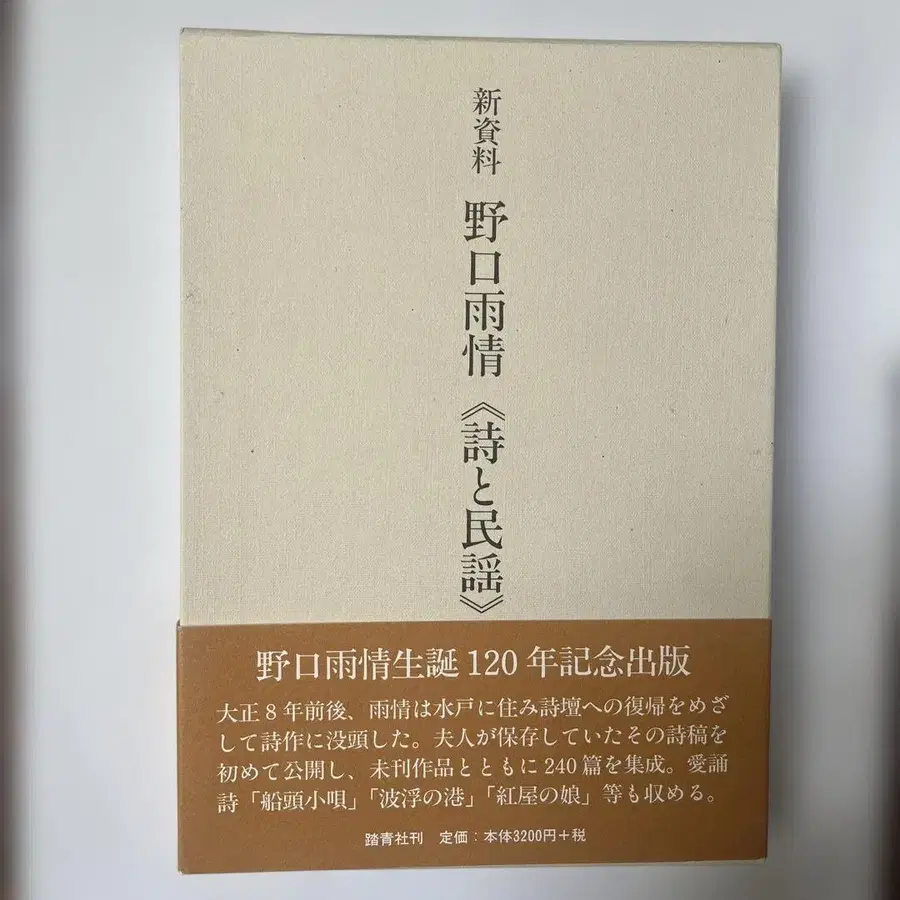 新資料 野口雨情 《詩と民謡》
野口雨情生誕120年記念出版
大正8年前後、雨情は水戸に住み詩壇への復帰をめざ
して詩作に没頭した。夫人が保存していたその詩稿を
初めて公開し、未刊作品とともに240篇を集成。愛誦
詩「船頭小唄」「波浮の港」「紅屋の娘」等も収める。
踏青社刊 定価：本体3200円+税